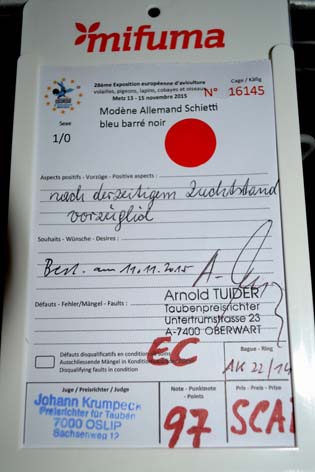 mifuma
28ème Exposition européenne d'aviculture
volailles, pigeons, lapins, cobayes et oiseaux
Metz 13 - 15 novembre 2015
Cage / Käfig
N° 16145
Modène Allemand Schietti
bleu barré noir
Sexe
1/0
Aspects positifs - Vorzüge - Positive aspects :
nach derzeitigem Zuchtstand
vorzüglich
Souhaits - Wünsche - Desires :
Best. am 11.11.2015
Défauts - Fehler/Mängel - Faults :
Arnold TUIDER
Taubenpreisrichter
Untertrumstraße 23
A-7400 OBERWART
Défauts disqualificatifs en condition de
Ausschliessende Mängel in Kondition
Disqualifying faults in condition
EC
Bague - Ring
AK 22/14
Juge / Preisrichter / Judge
Johann Krumpeck
Preisrichter für Tauben
7000 OSLIP
Sachsenweg 12
Note - Punktenote
- Points
97
Prix - Preis - Prize